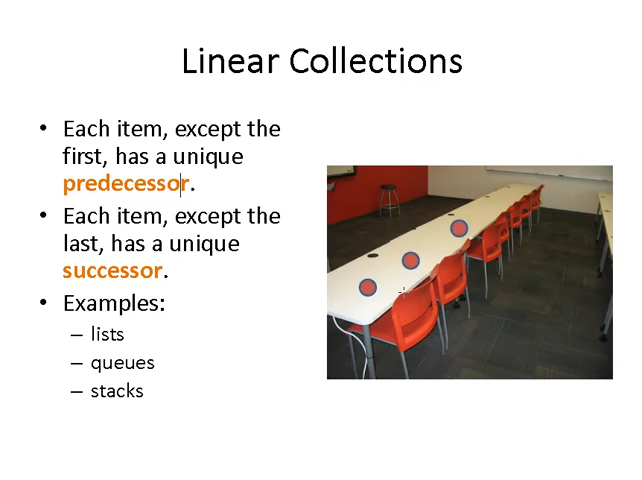 Linear Collections
• Each item, except the
first, has a unique
predecessor.
• Each item, except the
last, has a unique
successor.
• Examples:
– lists
– queues
– stacks